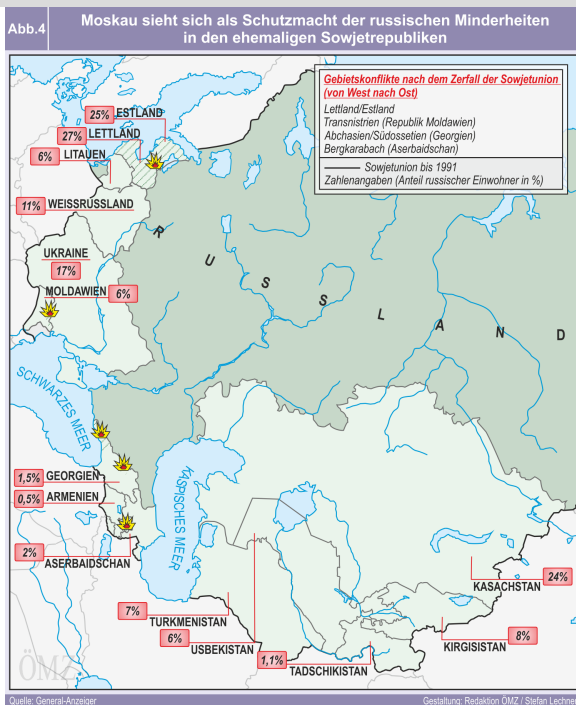 Abb.4
Moskau sieht sich als Schutzmacht der russischen Minderheiten
in den ehemaligen Sowjetrepubliken
Gebietskonflikte nach dem Zerfall der Sowjetunion
(von West nach Ost)
Lettland/Estland
Transnistrien (Republik Moldawien)
Abchasien/Südossetien (Georgien)
Bergkarabach (Aserbaidschan)
Sowjetunion bis 1991
Zahlenangaben (Anteil russischer Einwohner in %)
25% ESTLAND
27% LETTLAND
6% LITAUEN
11% WEISSRUSSLAND
RUSSLAND
UKRAINE
17%
MOLDAWIEN 6%
SCHWARZES MEER
KASPISCHES MEER
1,5% GEORGIEN
0,5% ARMENIEN
2%
ASERBAIDSCHAN
KASACHSTAN 24%
7%
TURKMENISTAN
6%
USBEKISTAN
8%
KIRGISISTAN
1,1%
TADSCHIKISTAN
ÖMZ
Quelle: General-Anzeiger
Gestaltung: Redaktion ÖMZ / Stefan Lechner